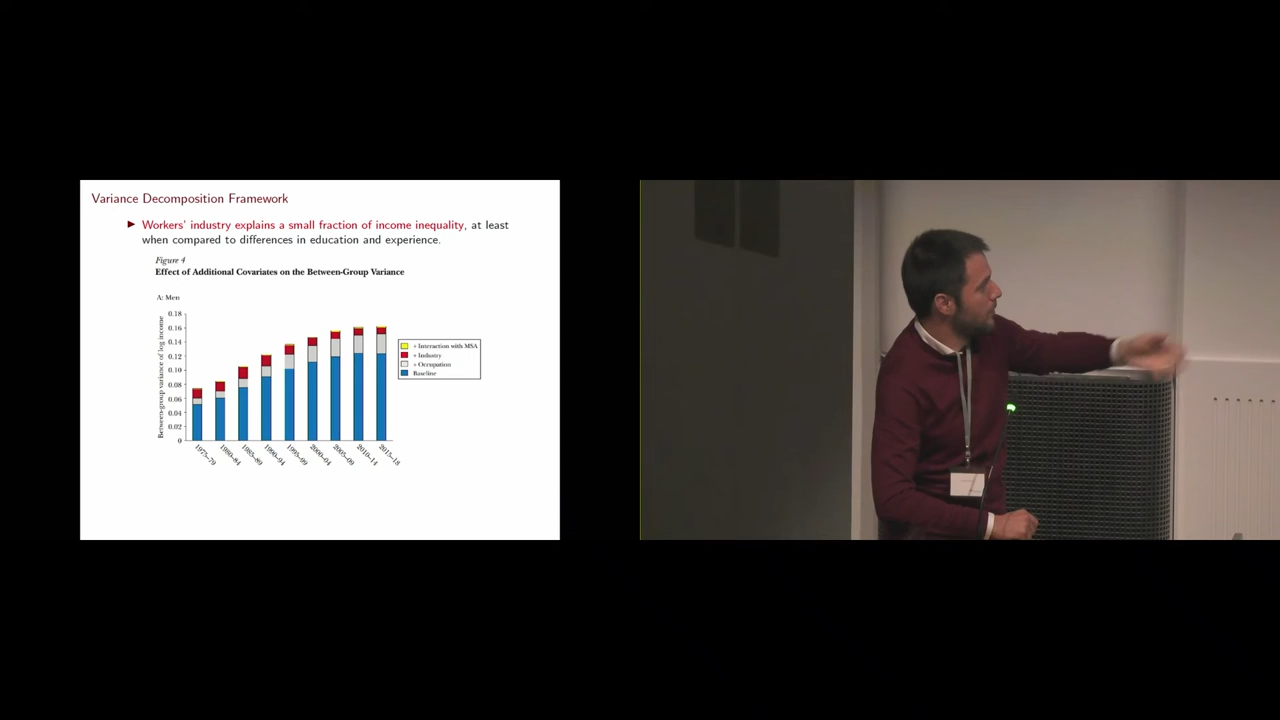 Variance Decomposition Framework
Workers' industry explains a small fraction of income inequality, at least
when compared to differences in education and experience.
Figure 4
Effect of Additional Covariates on the Between-Group Variance
A: Men
Between-group variance of log income
0.18
0.16
0.14
0.12
0.10
0.08
0.06
0.04
0.02
0
1975–79
1980–84
1985–89
1990–94
1995–99
2000–04
2005–09
2010–14
2015–18
+ Interaction with MSA
+ Industry
+ Occupation
Baseline